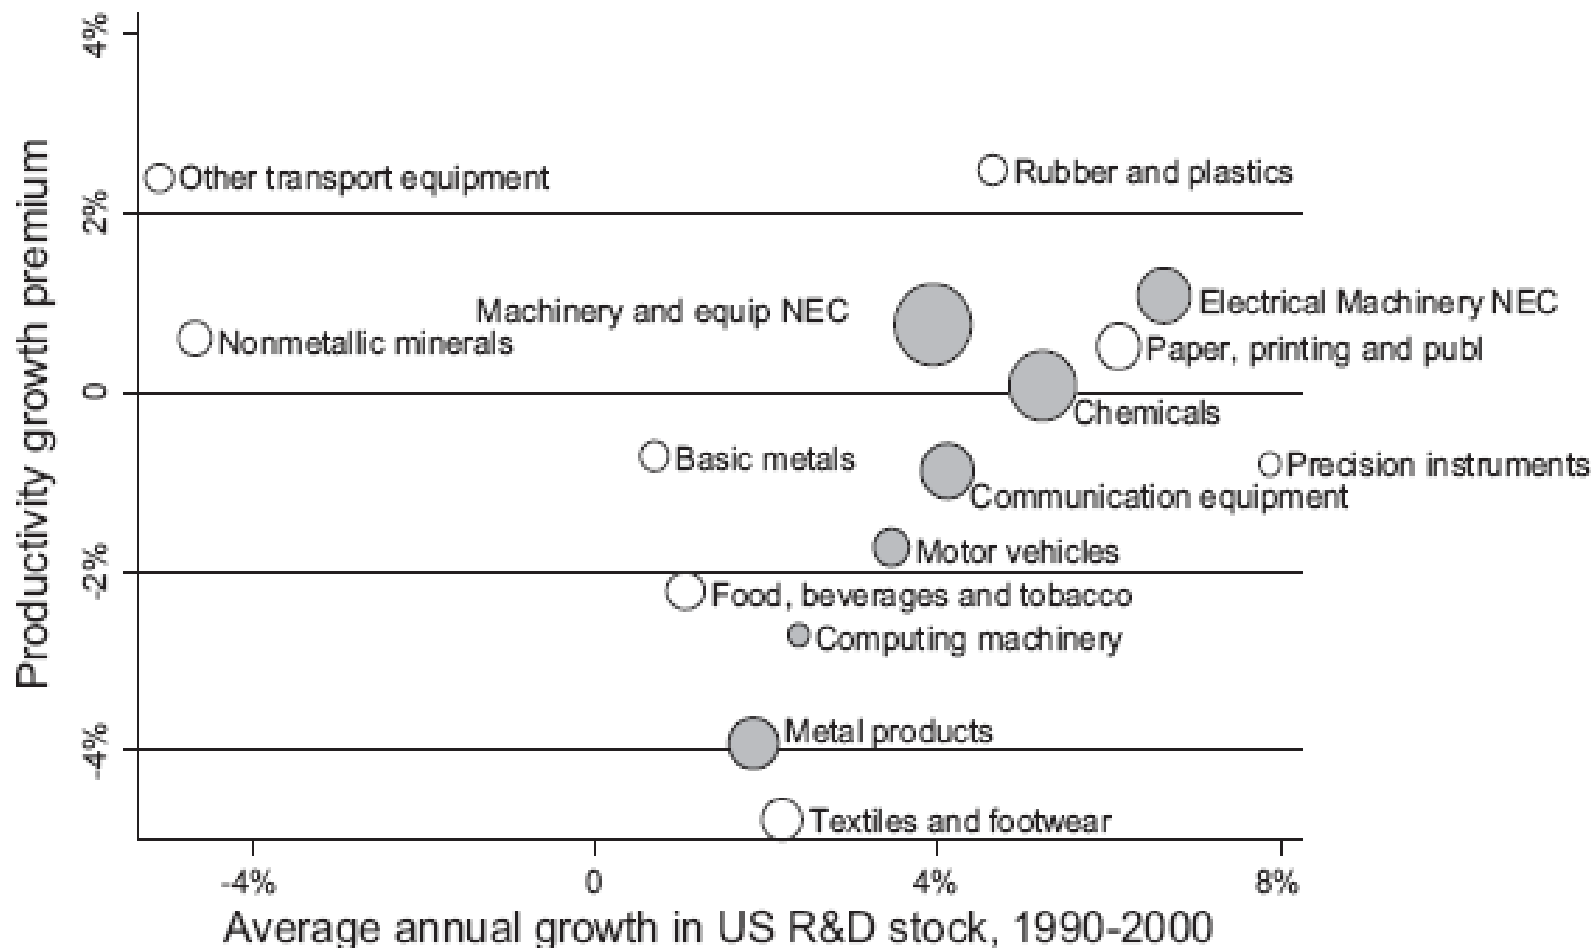 4%
Other transport equipment
Rubber and plastics
2%
Electrical Machinery NEC
Machinery and equip NEC
Nonmetallic minerals
Paper, printing and publ
0
Chemicals
Basic metals
Precision instruments
Communication equipment
Motor vehicles
-2%
Food, beverages and tobacco
Computing machinery
Metal products
-4%
Textiles and footwear
Productivity growth premium
-4%
0
4%
8%
Average annual growth in US R&D stock, 1990-2000